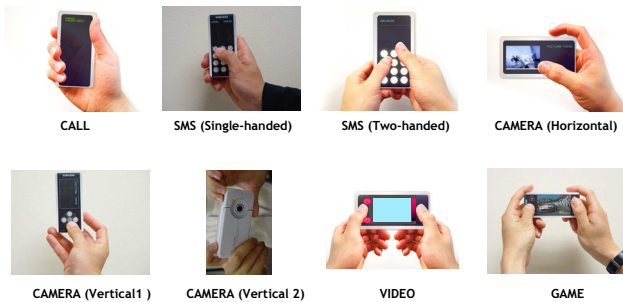 CALL
SMS (Single-handed)
SMS (Two-handed)
CAMERA (Horizontal)
CAMERA (Vertical1 )
CAMERA (Vertical 2)
VIDEO
GAME